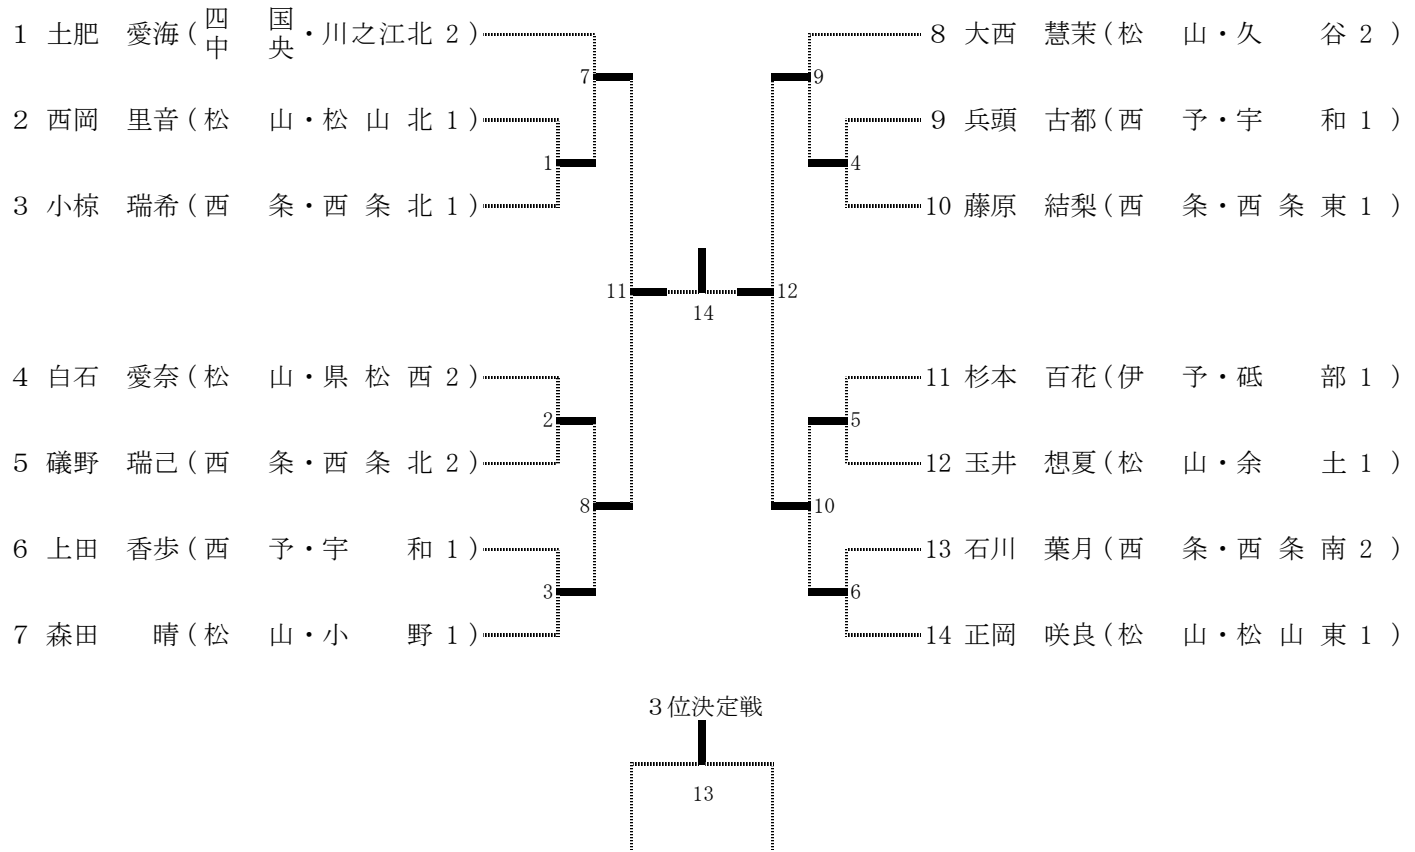 1 土肥 愛海(四中 国央・川之江北 2)
7
2 西岡 里音(松 山・松 山 北 1)
1
3 小椋 瑞希(西 条・西 条 北 1)
11
4 白石 愛奈(松 山・県 松 西 2)
2
5 礒野 瑞己(西 条・西 条 北 2)
8
6 上田 香歩(西 予・宇 和 1)
3
7 森田 晴(松 山・小 野 1)
14
8 大西 慧茉(松 山・久 谷 2)
9
9 兵頭 古都(西 予・宇 和 1)
4
10 藤原 結梨(西 条・西 条 東 1)
12
11 杉本 百花(伊 予・砥 部 1)
5
12 玉井 想夏(松 山・余 土 1)
10
13 石川 葉月(西 条・西 条 南 2)
6
14 正岡 咲良(松 山・松 山 東 1)
3位決定戦
13